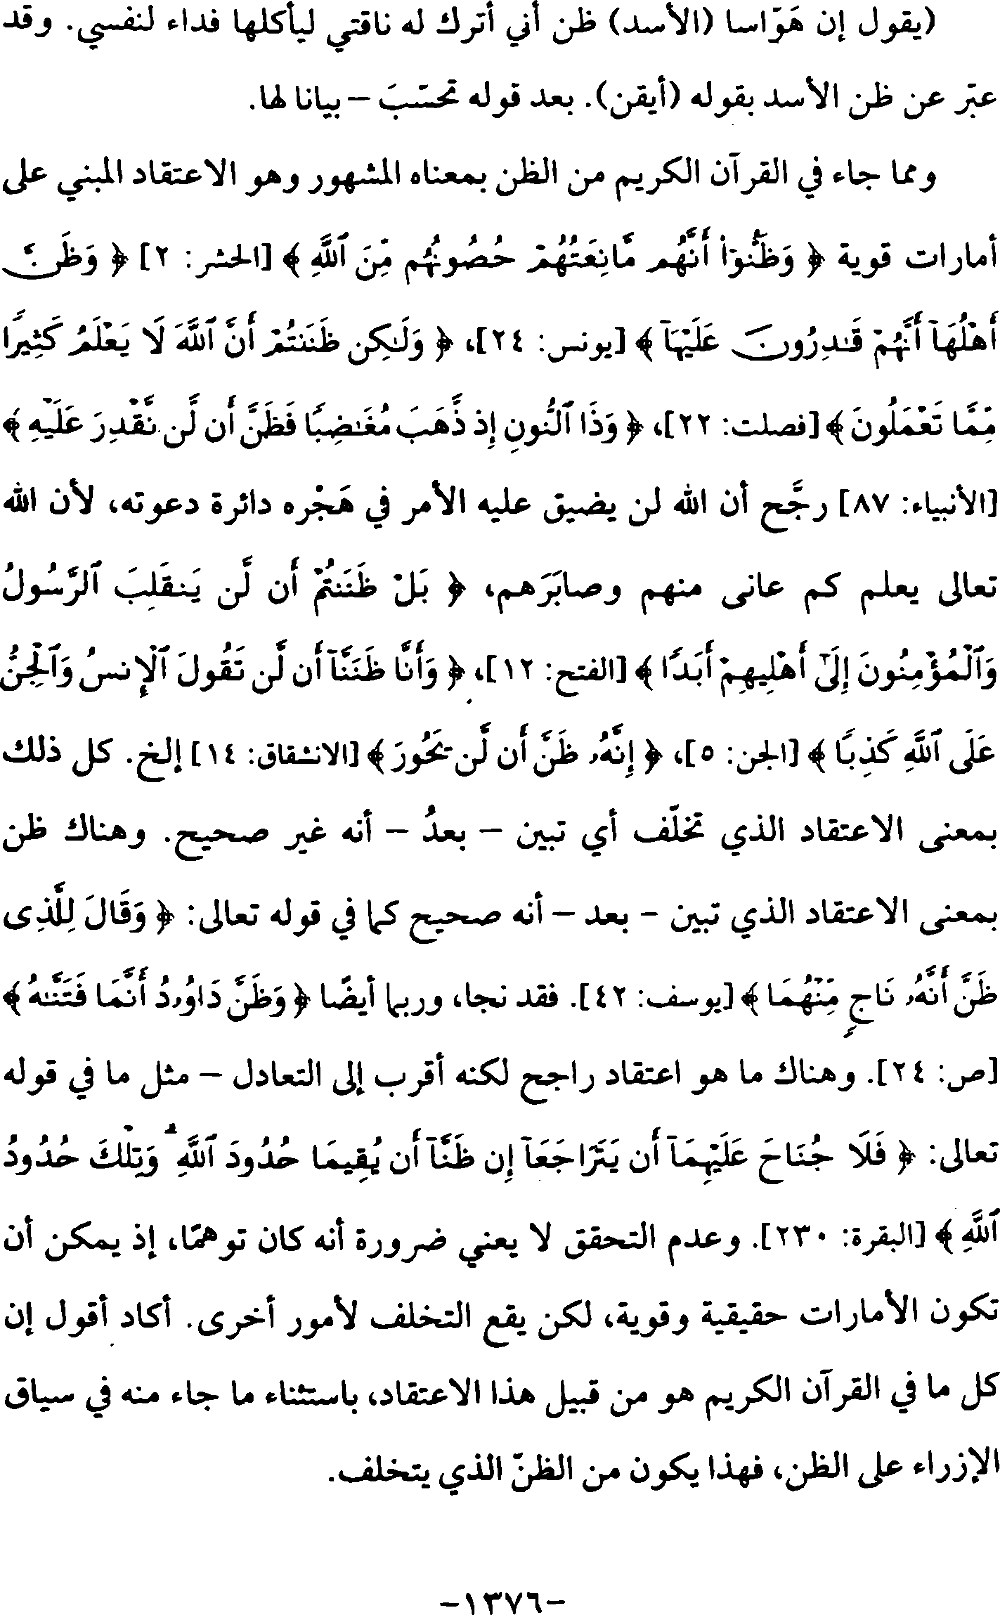 (يقول إن هَوّاسا (الأسد) ظن أني أترك له ناقتي ليأكلها فداء لنفسي. وقد
عبّر عن ظن الأسد بقوله (أيقن). بعد قوله تحسّبَ – بيانا لها.
ومما جاء في القرآن الكريم من الظن بمعناه المشهور وهو الاعتقاد المبني على
أمارات قوية ﴿ وَظَنُّوٓاْ أَنَّهُم مَّانِعَتُهُمْ حُصُونُهُم مِّنَ ٱللَّهِ ﴾ [الحشر: ٢] ﴿ وَظَنَّ
أَهْلُهَآ أَنَّهُمْ قَٰدِرُونَ عَلَيْهَآ ﴾ [يونس: ٢٤]، ﴿ وَلَٰكِن ظَنَنتُمْ أَنَّ ٱللَّهَ لَا يَعْلَمُ كَثِيرًا
مِّمَّا تَعْمَلُونَ ﴾ [فصلت: ٢٢]، ﴿ وَذَا ٱلنُّونِ إِذ ذَّهَبَ مُغَٰضِبًا فَظَنَّ أَن لَّن نَّقْدِرَ عَلَيْهِ ﴾
[الأنبياء: ٨٧] رجَّح أن الله لن يضيق عليه الأمر في هَجْره دائرة دعوته، لأن الله
تعالى يعلم كم عانى منهم وصابَرَهم، ﴿ بَلْ ظَنَنتُمْ أَن لَّن يَنقَلِبَ ٱلرَّسُولُ
وَٱلْمُؤْمِنُونَ إِلَىٰٓ أَهْلِيهِمْ أَبَدًا ﴾ [الفتح: ١٢]، ﴿ وَأَنَّا ظَنَنَّآ أَن لَّن تَقُولَ ٱلْإِنسُ وَٱلْجِنُّ
عَلَى ٱللَّهِ كَذِبًا ﴾ [الجن: ٥]، ﴿ إِنَّهُۥ ظَنَّ أَن لَّن يَحُورَ ﴾ [الانشقاق: ١٤] إلخ. كل ذلك
بمعنى الاعتقاد الذي تخلّف أي تبين – بعدُ – أنه غير صحيح. وهناك ظن
بمعنى الاعتقاد الذي تبين – بعد – أنه صحيح كما في قوله تعالى: ﴿ وَقَالَ لِلَّذِى
ظَنَّ أَنَّهُۥ نَاجٍ مِّنْهُمَا ﴾ [يوسف: ٤٢]. فقد نجا، وربما أيضًا ﴿ وَظَنَّ دَاوُۥدُ أَنَّمَا فَتَنَّٰهُ ﴾
[ص: ٢٤]. وهناك ما هو اعتقاد راجح لكنه أقرب إلى التعادل – مثل ما في قوله
تعالى: ﴿ فَلَا جُنَاحَ عَلَيْهِمَآ أَن يَتَرَاجَعَآ إِن ظَنَّآ أَن يُقِيمَا حُدُودَ ٱللَّهِ ۗ وَتِلْكَ حُدُودُ
ٱللَّهِ ﴾ [البقرة: ٢٣٠]. وعدم التحقق لا يعني ضرورة أنه كان توهمًا، إذ يمكن أن
تكون الأمارات حقيقية وقوية، لكن يقع التخلف لأمور أخرى. أكاد أقول إن
كل ما في القرآن الكريم هو من قبيل هذا الاعتقاد، باستثناء ما جاء منه في سياق
الإزراء على الظن، فهذا يكون من الظنّ الذي يتخلف.
-١٣٧٦-